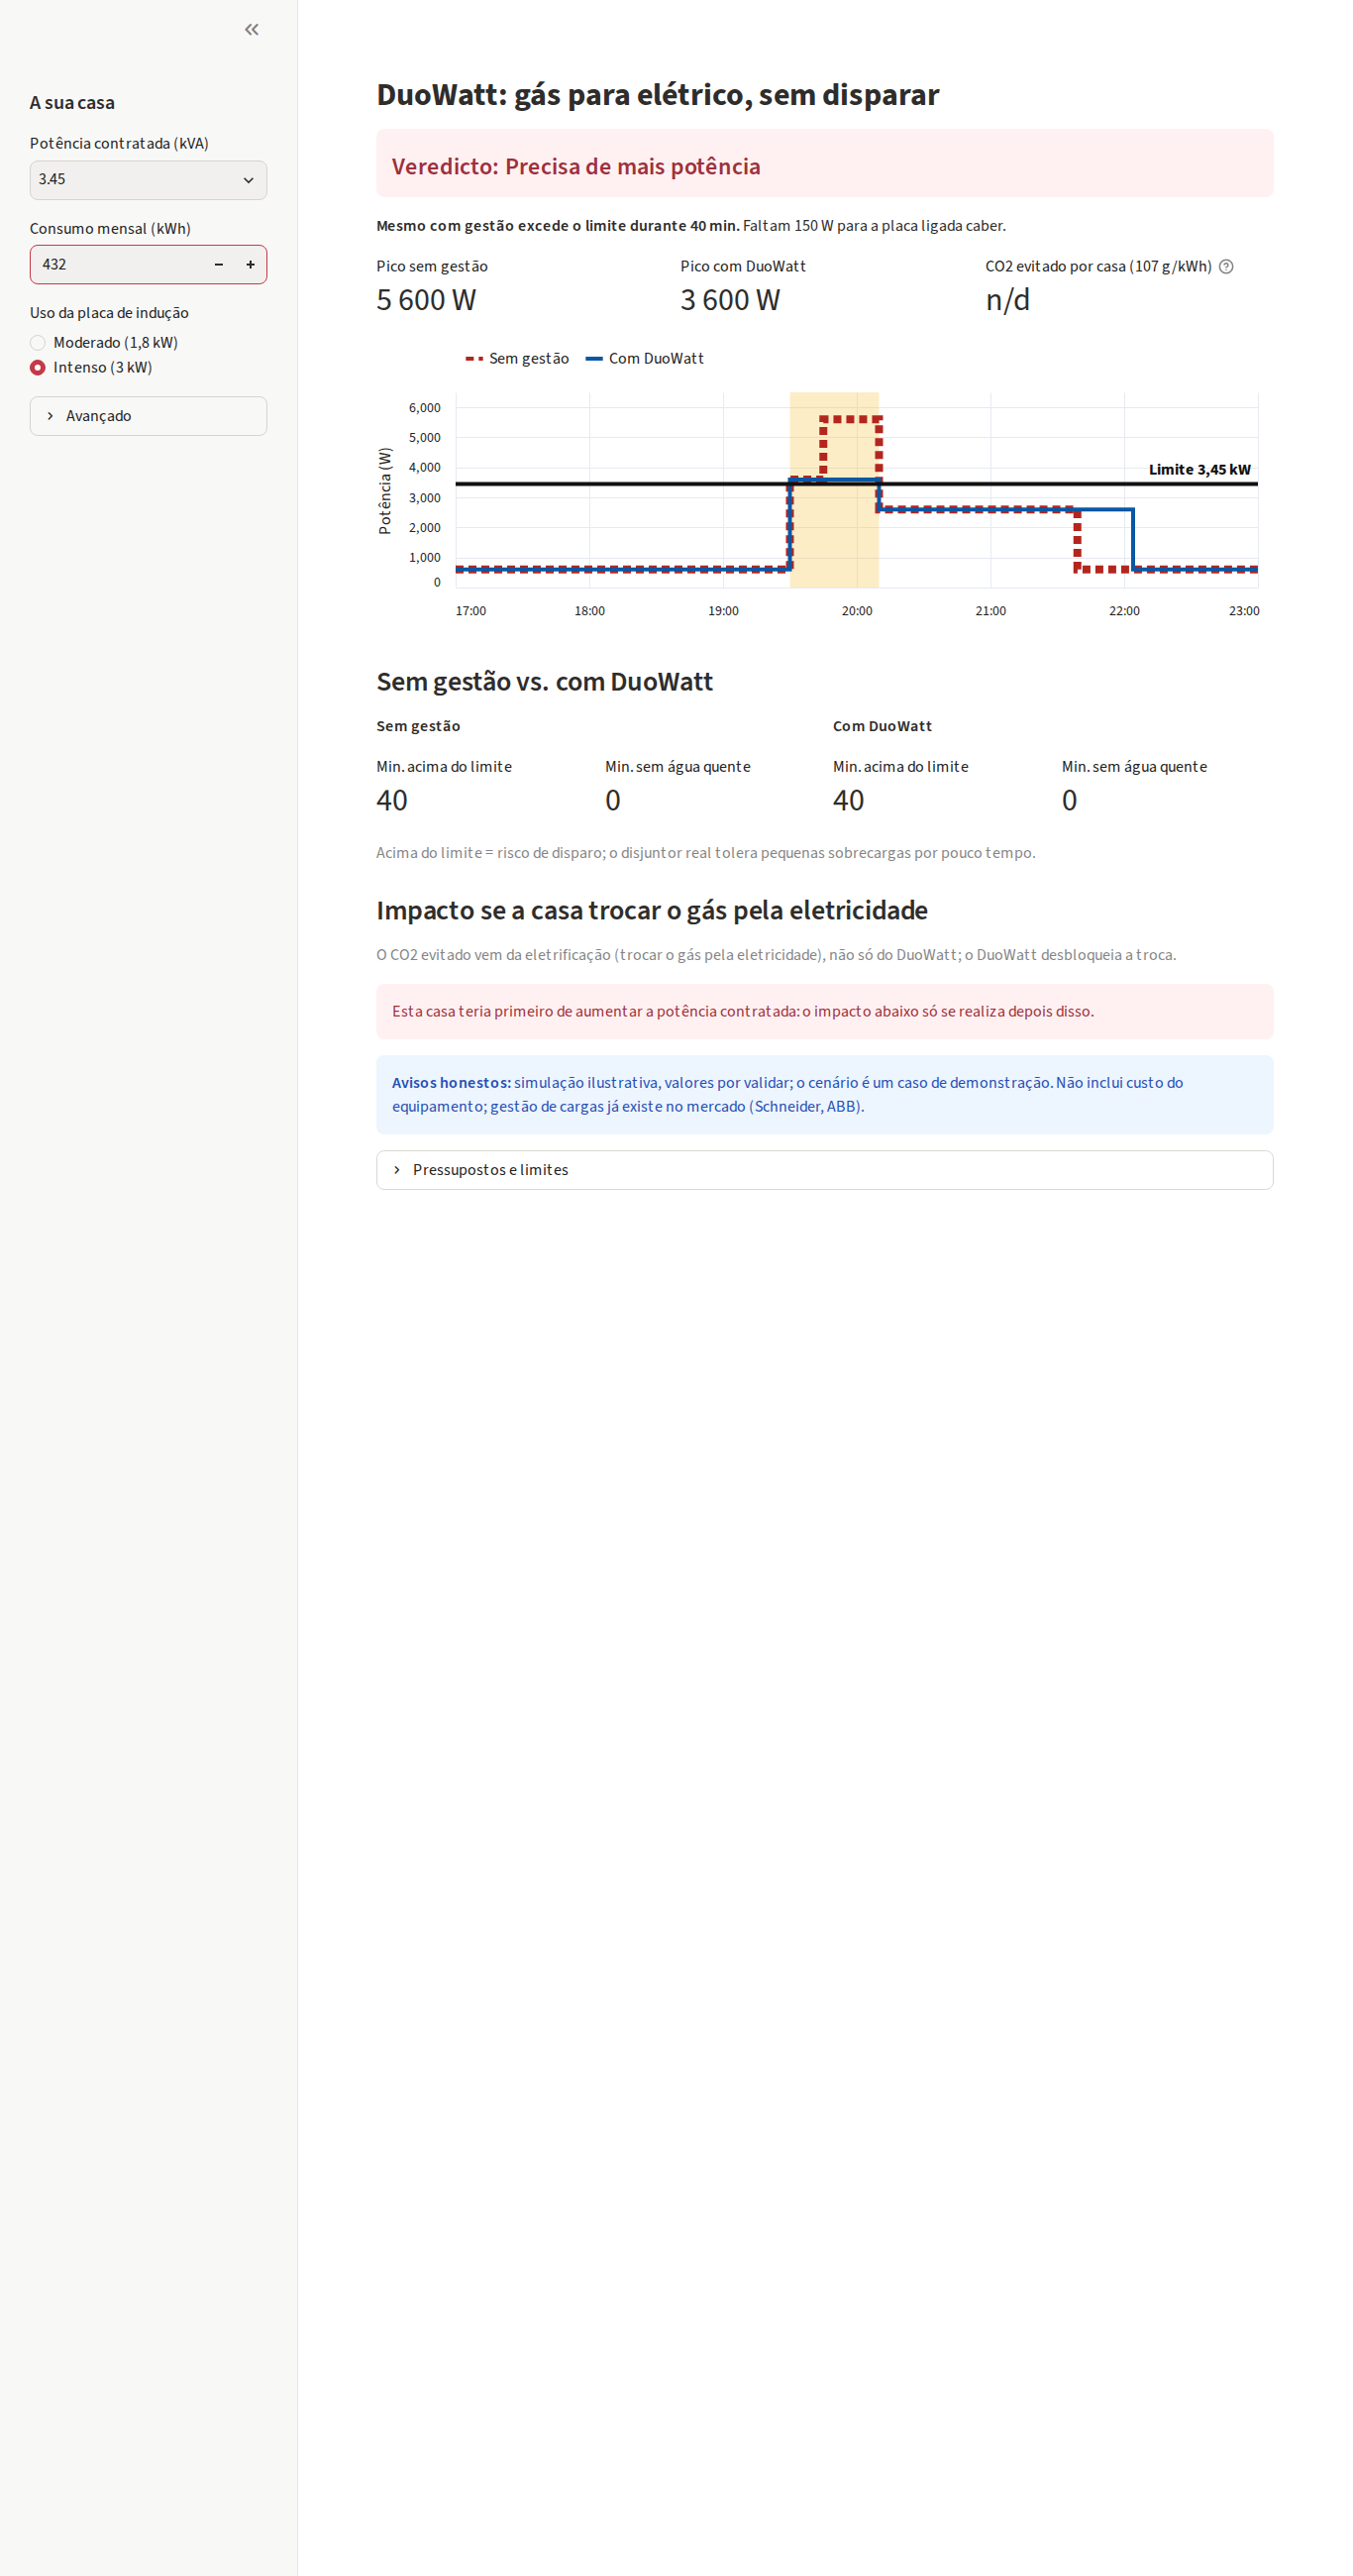 A sua casa
Potência contratada (kVA)
3.45
Consumo mensal (kWh)
432
Uso da placa de indução
Moderado (1,8 kW)
Intenso (3 kW)
Avançado
DuoWatt: gás para elétrico, sem disparar
Veredicto: Precisa de mais potência
Mesmo com gestão excede o limite durante 40 min. Faltam 150 W para a placa ligada caber.
Pico sem gestão
5 600 W
Pico com DuoWatt
3 600 W
CO2 evitado por casa (107 g/kWh)
n/d
Sem gestão Com DuoWatt
Potência (W)
6,000
5,000
4,000
3,000
2,000
1,000
0
Limite 3,45 kW
17:00 18:00 19:00 20:00 21:00 22:00 23:00
Sem gestão vs. com DuoWatt
Sem gestão
Min. acima do limite
40
Min. sem água quente
0
Com DuoWatt
Min. acima do limite
40
Min. sem água quente
0
Acima do limite = risco de disparo; o disjuntor real tolera pequenas sobrecargas por pouco tempo.
Impacto se a casa trocar o gás pela eletricidade
O CO2 evitado vem da eletrificação (trocar o gás pela eletricidade), não só do DuoWatt; o DuoWatt desbloqueia a troca.
Esta casa teria primeiro de aumentar a potência contratada: o impacto abaixo só se realiza depois disso.
Avisos honestos: simulação ilustrativa, valores por validar; o cenário é um caso de demonstração. Não inclui custo do
equipamento; gestão de cargas já existe no mercado (Schneider, ABB).
Pressupostos e limites